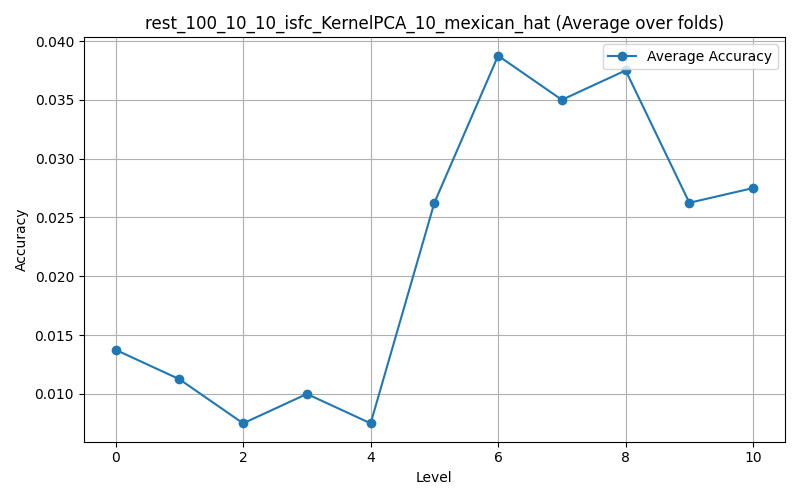 rest_100_10_10_isfc_KernelPCA_10_mexican_hat (Average over folds)
Average Accuracy
0.040
0.035
0.030
0.025
0.020
0.015
0.010
Accuracy
0 2 4 6 8 10
Level